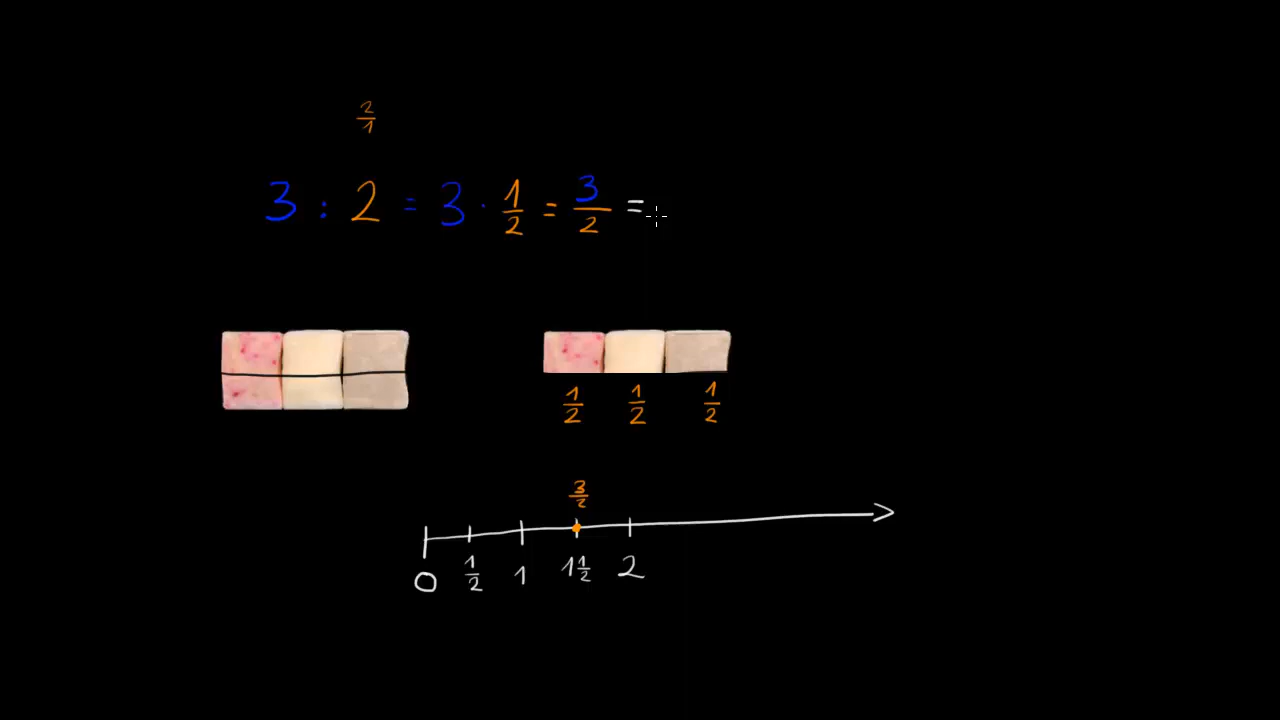 2/1
3 : 2 = 3 · 1/2 = 3/2 =
1/2 1/2 1/2
3/2
0 1/2 1 1 1/2 2